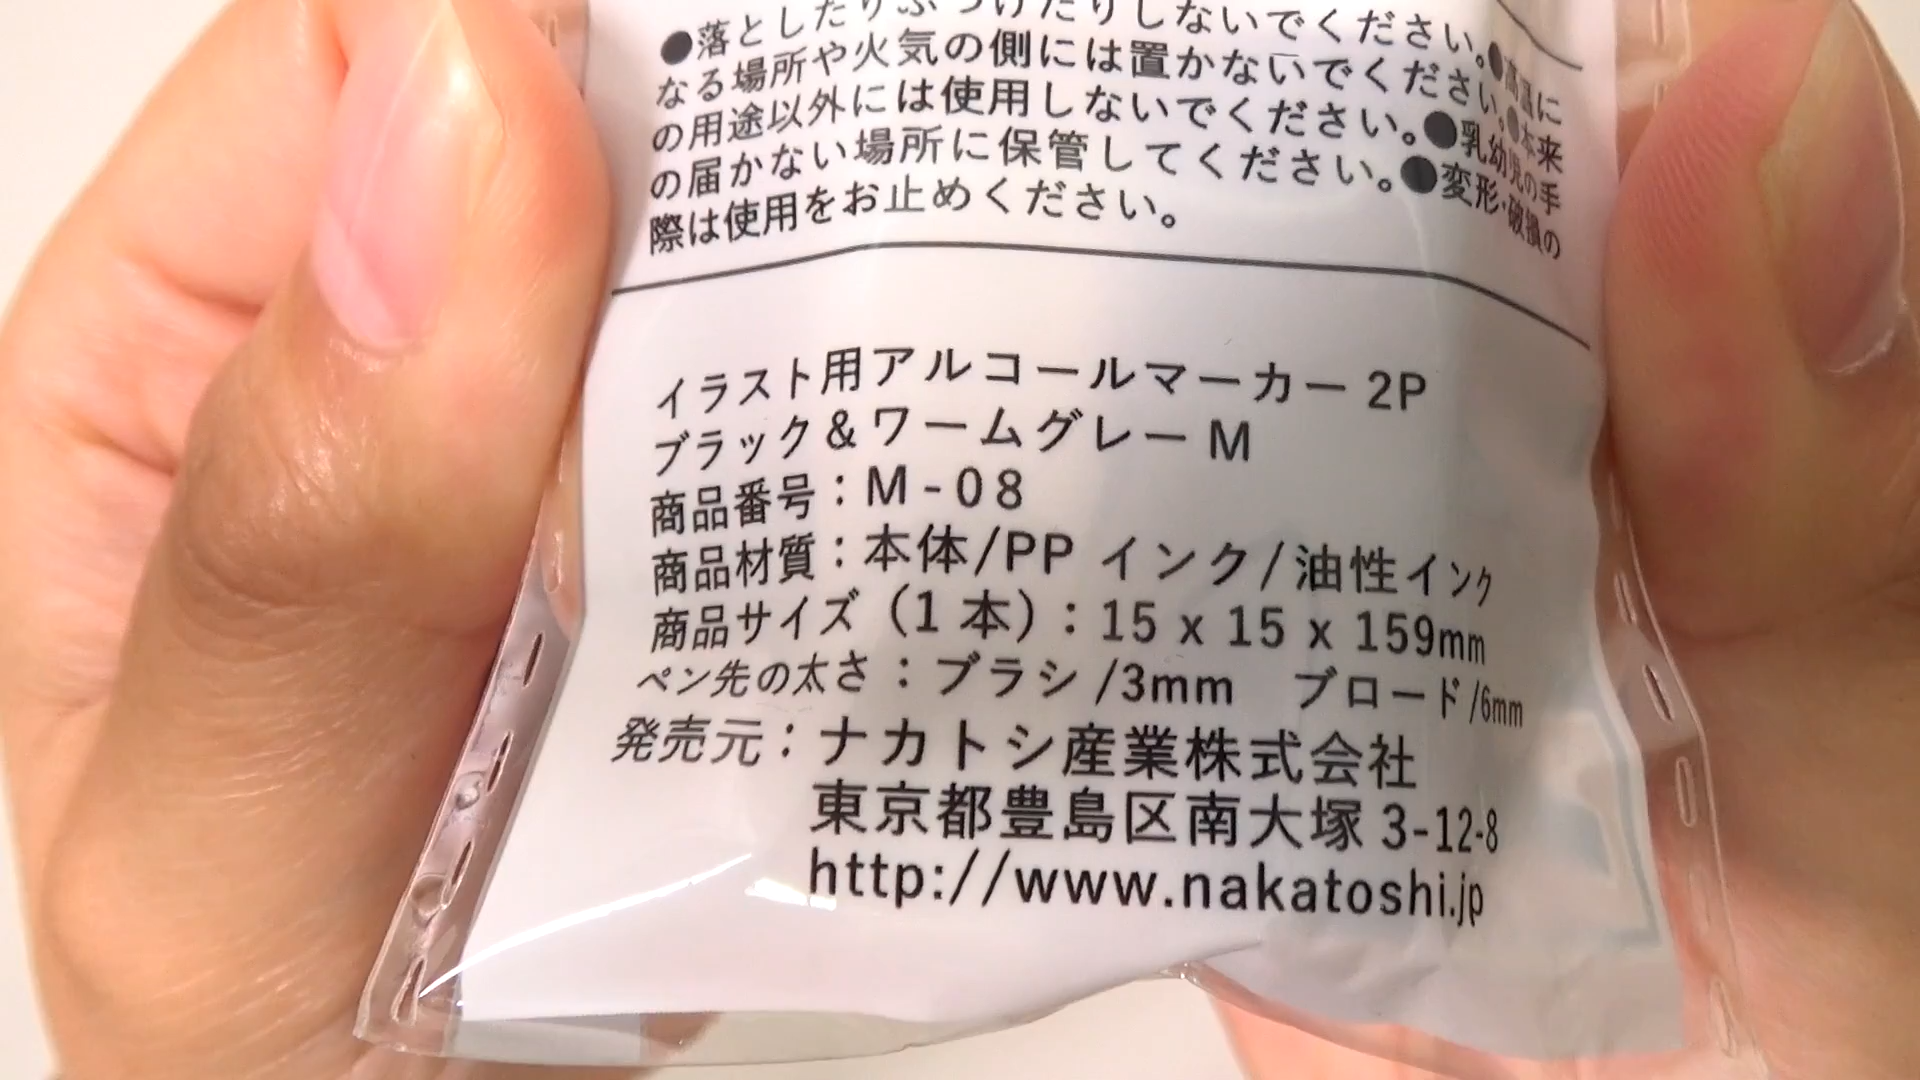 ●落としたりぶつけたりしないでください。●高温に
なる場所や火気の側には置かないでください。●本来
の用途以外には使用しないでください。●乳幼児の手
の届かない場所に保管してください。●変形・破損の
際は使用をお止めください。
イラスト用アルコールマーカー 2P
ブラック&ワームグレー M
商品番号：M-08
商品材質：本体/PP インク/油性インク
商品サイズ（1 本）：15 x 15 x 159mm
ペン先の太さ：ブラシ /3mm ブロード/6mm
発売元：ナカトシ産業株式会社
東京都豊島区南大塚 3-12-8
http://www.nakatoshi.jp